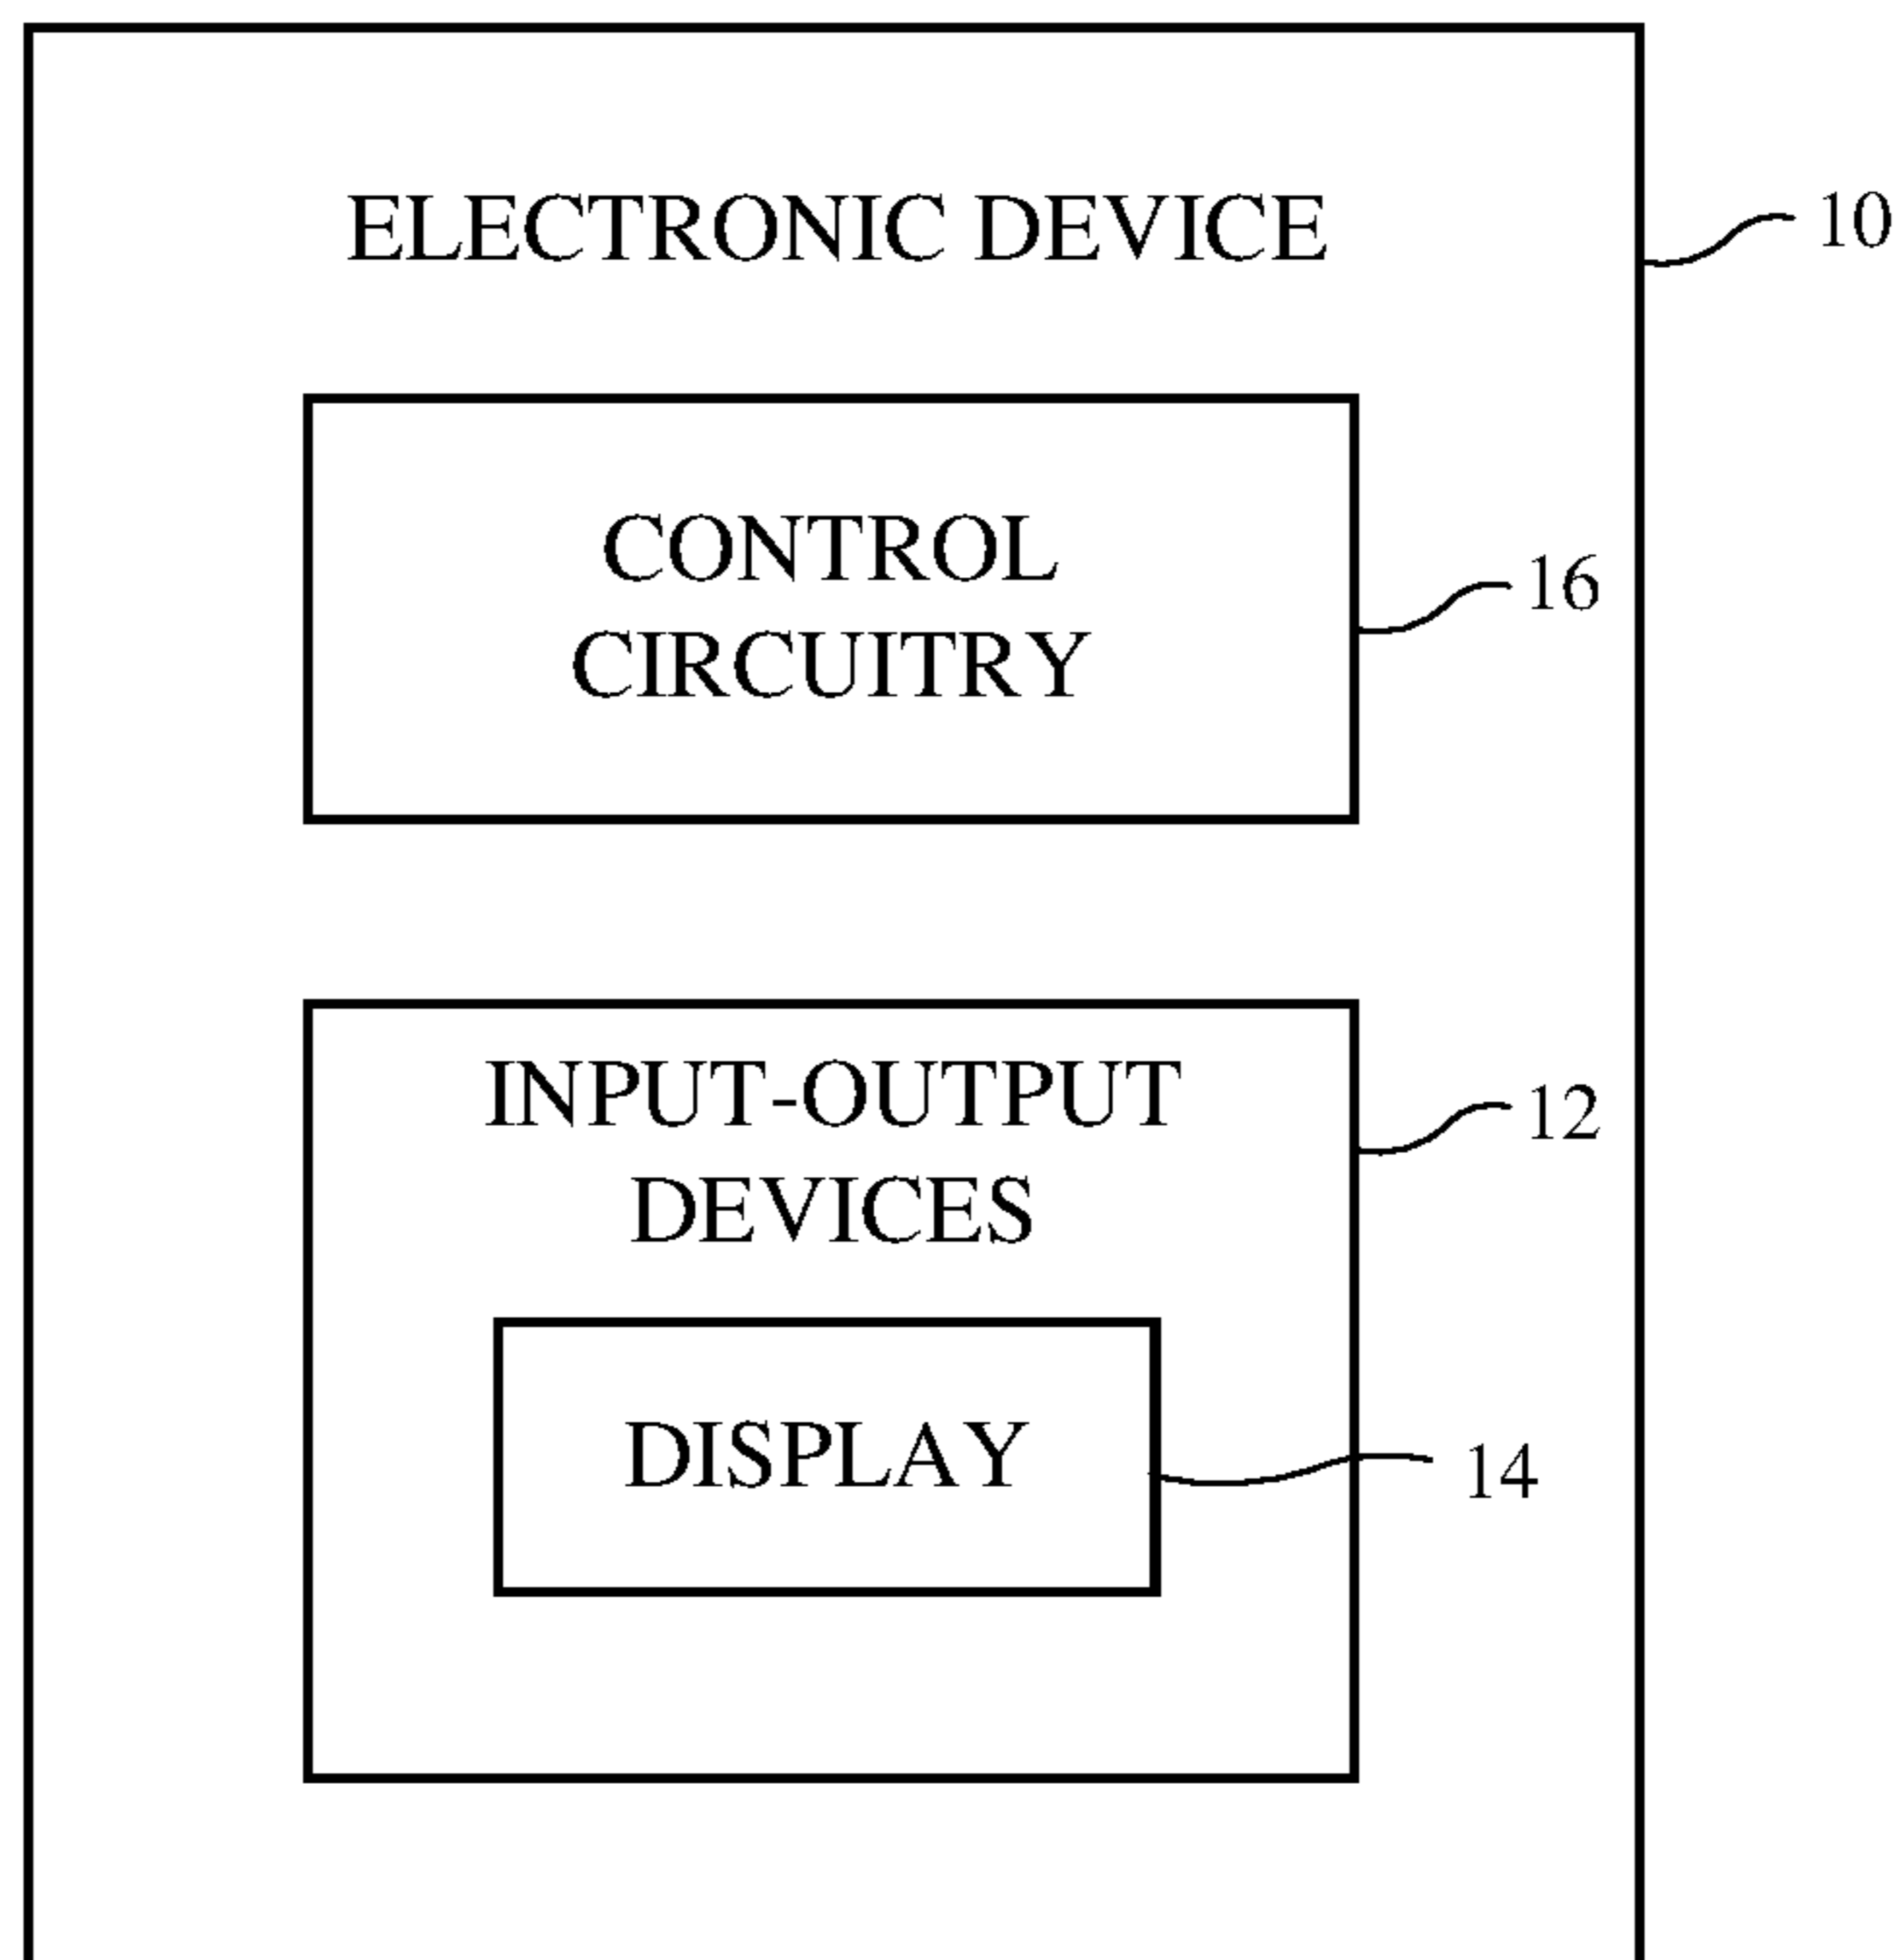 ELECTRONIC DEVICE
10
CONTROL
CIRCUITRY
16
INPUT-OUTPUT
DEVICES
12
DISPLAY
14